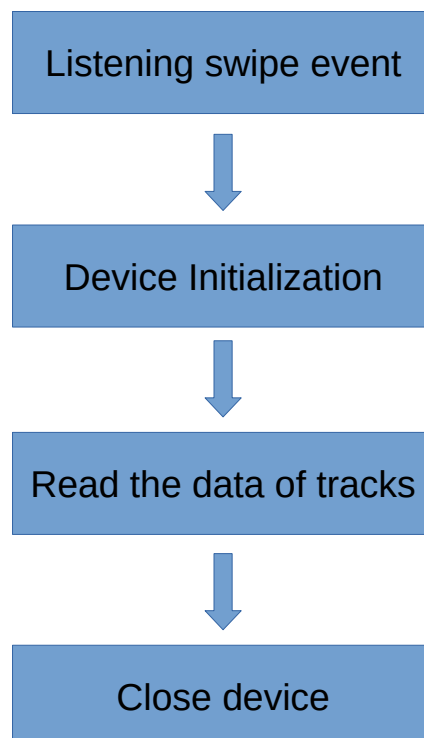 Listening swipe event
Device Initialization
Read the data of tracks
Close device